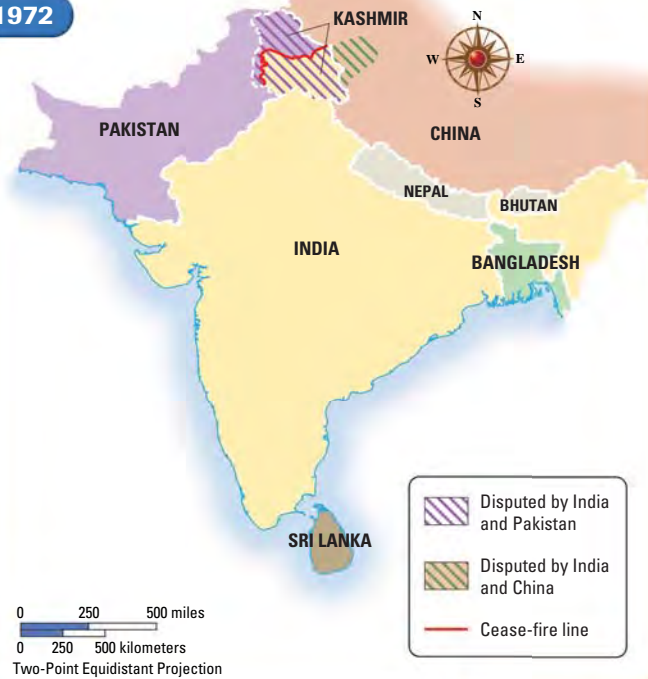 1972
KASHMIR
N
W
E
S
PAKISTAN
CHINA
NEPAL
BHUTAN
INDIA
BANGLADESH
SRI LANKA
Disputed by India
and Pakistan
Disputed by India
and China
Cease-fire line
0 250 500 miles
0 250 500 kilometers
Two-Point Equidistant Projection